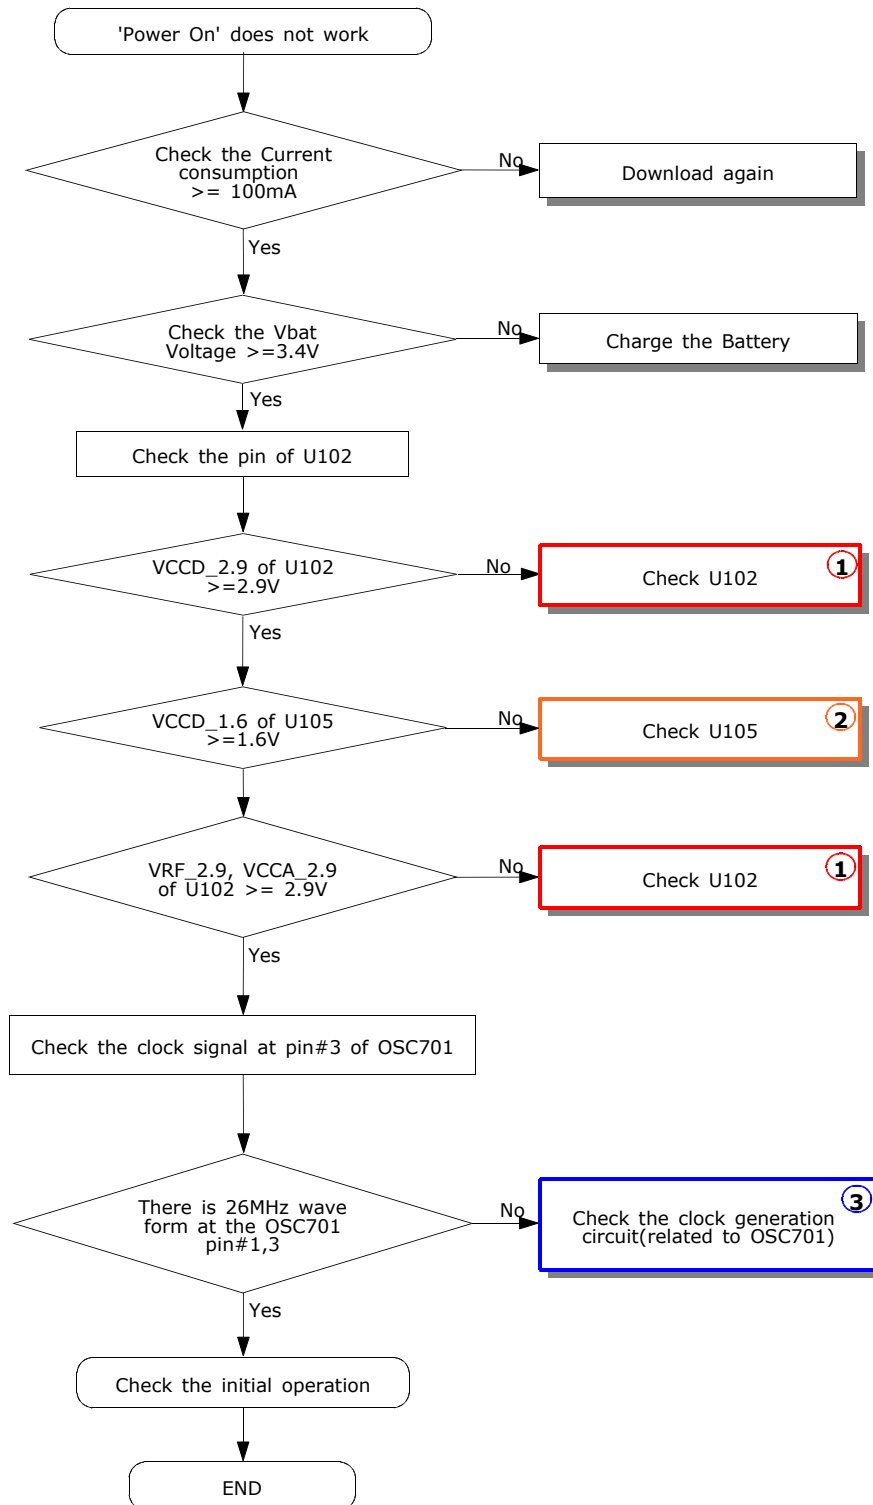 'Power On' does not work
Check the Current
consumption
>= 100mA
No
Download again
Yes
Check the Vbat
Voltage >=3.4V
No
Charge the Battery
Yes
Check the pin of U102
VCCD_2.9 of U102
>=2.9V
No
Check U102
1
Yes
VCCD_1.6 of U105
>=1.6V
No
Check U105
2
VRF_2.9, VCCA_2.9
of U102 >= 2.9V
No
Check U102
1
Yes
Check the clock signal at pin#3 of OSC701
There is 26MHz wave
form at the OSC701
pin#1,3
No
Check the clock generation
circuit(related to OSC701)
3
Yes
Check the initial operation
END